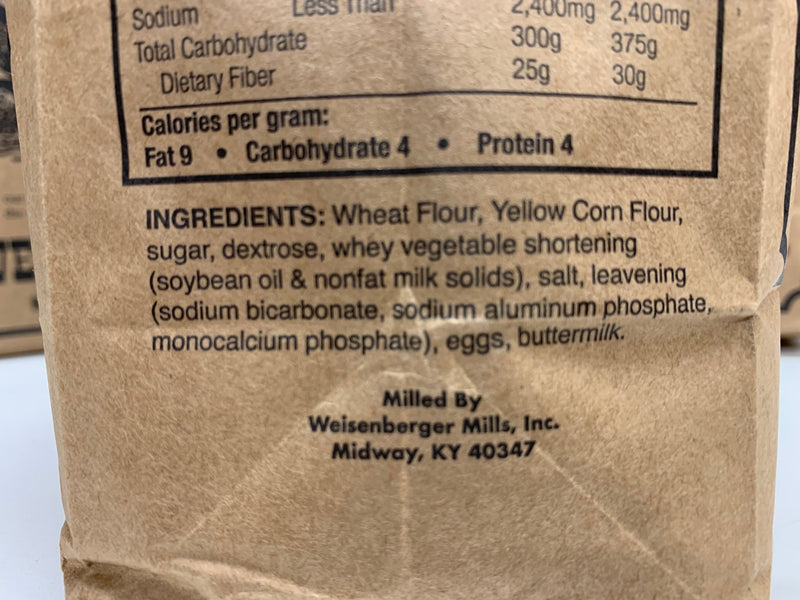 Sodium Less Than 2,400mg 2,400mg
Total Carbohydrate 300g 375g
Dietary Fiber 25g 30g
Calories per gram:
Fat 9 • Carbohydrate 4 • Protein 4
INGREDIENTS: Wheat Flour, Yellow Corn Flour,
sugar, dextrose, whey vegetable shortening
(soybean oil & nonfat milk solids), salt, leavening
(sodium bicarbonate, sodium aluminum phosphate,
monocalcium phosphate), eggs, buttermilk.
Milled By
Weisenberger Mills, Inc.
Midway, KY 40347